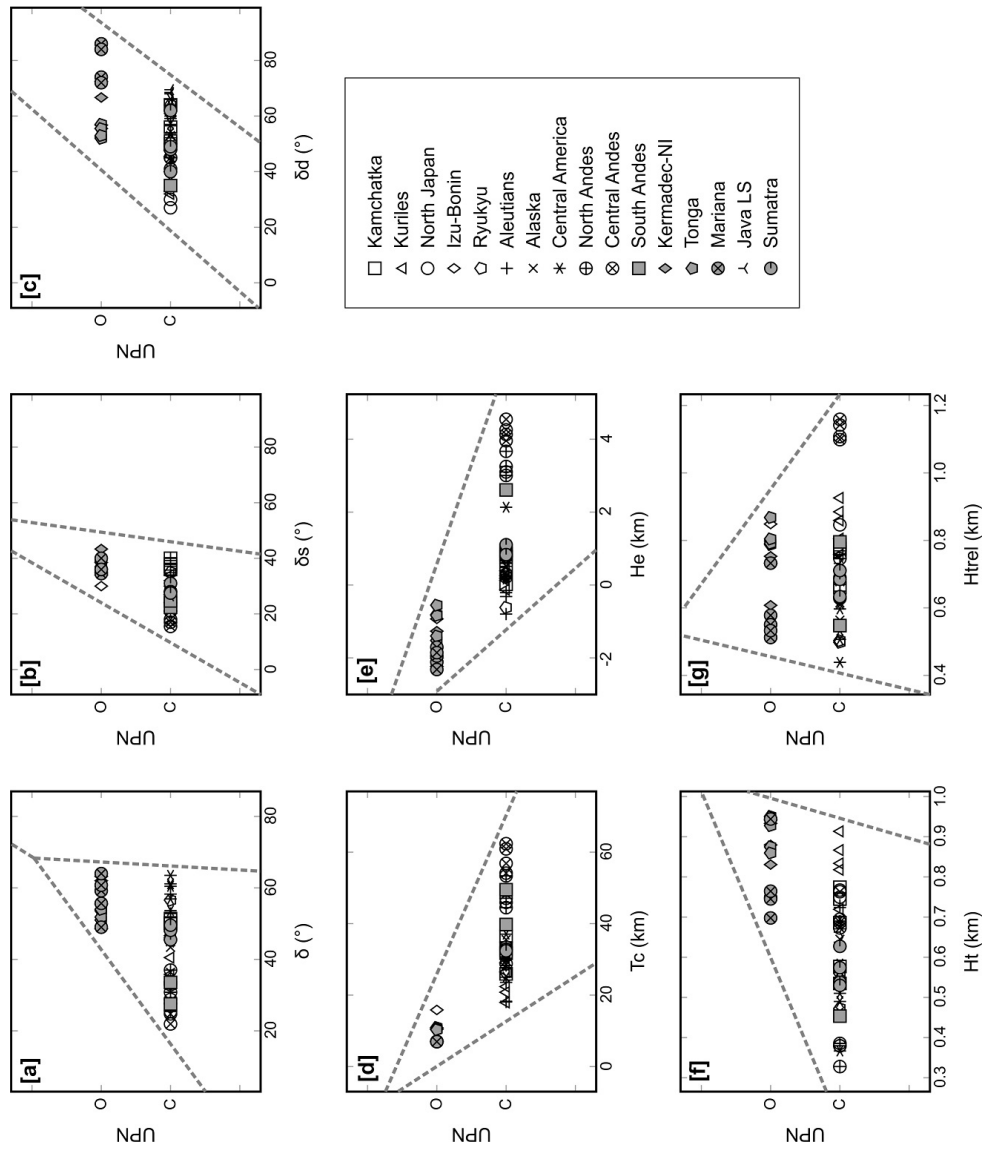 [a]
UPN
O
C
20 40 60 80
δ (°)
[b]
UPN
O
C
0 20 40 60 80
δs (°)
[c]
UPN
O
C
0 20 40 60 80
δd (°)
[d]
UPN
O
C
0 20 40 60
Tc (km)
[e]
UPN
O
C
-2 0 2 4
He (km)
Kamchatka
Kuriles
North Japan
Izu-Bonin
Ryukyu
Aleutians
Alaska
Central America
North Andes
Central Andes
South Andes
Kermadec-NI
Tonga
Mariana
Java LS
Sumatra
[f]
UPN
O
C
0.3 0.4 0.5 0.6 0.7 0.8 0.9 1.0
Ht (km)
[g]
UPN
O
C
0.4 0.6 0.8 1.0 1.2
Htrel (km)